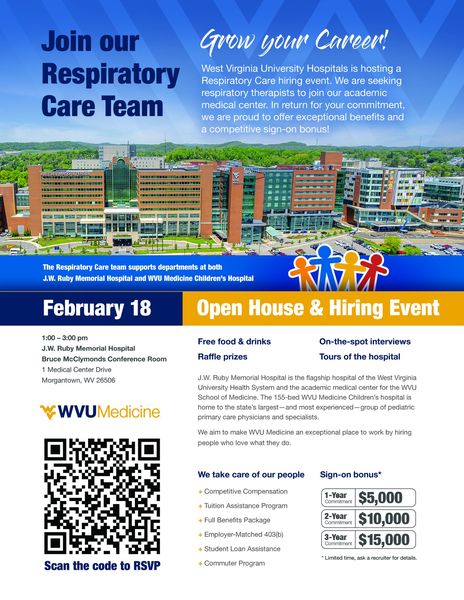 Join our
Respiratory
Care Team
Grow your Career!
West Virginia University Hospitals is hosting a
Respiratory Care hiring event. We are seeking
respiratory therapists to join our academic
medical center. In return for your commitment,
we are proud to offer exceptional benefits and
a competitive sign-on bonus!
The Respiratory Care team supports departments at both
J.W. Ruby Memorial Hospital and WVU Medicine Children's Hospital
February 18
Open House & Hiring Event
1:00 – 3:00 pm
J.W. Ruby Memorial Hospital
Bruce McClymonds Conference Room
1 Medical Center Drive
Morgantown, WV 26506
WVUMedicine
Scan the code to RSVP
Free food & drinks
On-the-spot interviews
Raffle prizes
Tours of the hospital
J.W. Ruby Memorial Hospital is the flagship hospital of the West Virginia
University Health System and the academic medical center for the WVU
School of Medicine. The 155-bed WVU Medicine Children's hospital is
home to the state's largest—and most experienced—group of pediatric
primary care physicians and specialists.
We aim to make WVU Medicine an exceptional place to work by hiring
people who love what they do.
We take care of our people
+ Competitive Compensation
+ Tuition Assistance Program
+ Full Benefits Package
+ Employer-Matched 403(b)
+ Student Loan Assistance
+ Commuter Program
Sign-on bonus*
1-Year
Commitment
$5,000
2-Year
Commitment
$10,000
3-Year
Commitment
$15,000
* Limited time, ask a recruiter for details.